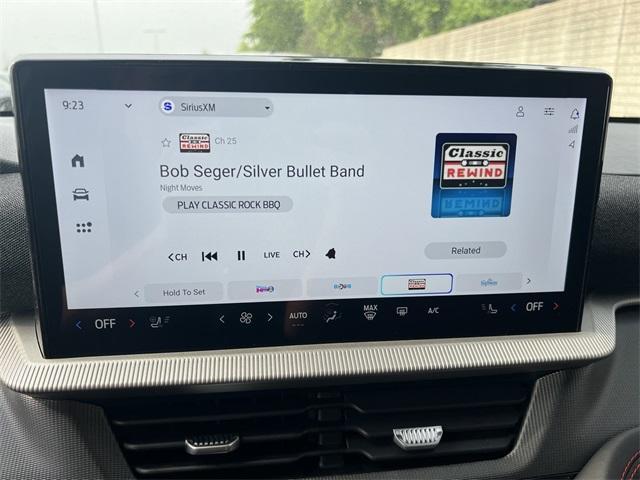 9:23
SiriusXM
Classic REWIND
Ch 25
Bob Seger/Silver Bullet Band
Night Moves
PLAY CLASSIC ROCK BBQ
Classic
REWIND
<CH
LIVE
CH>
Related
Hold To Set
OFF
AUTO
MAX
A/C
OFF